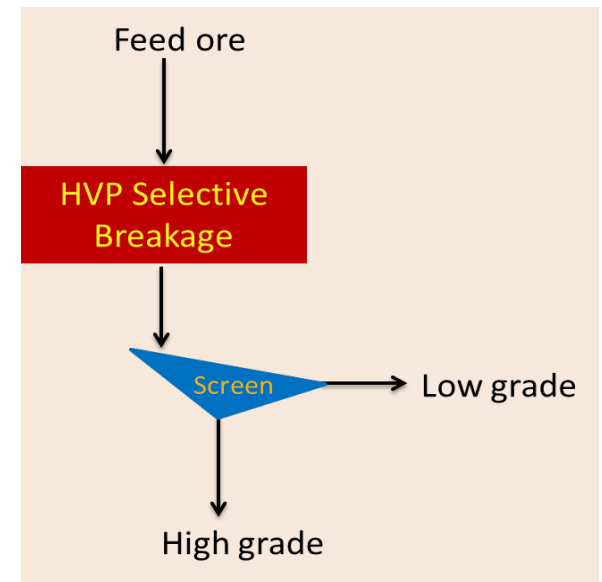 Feed ore
HVP Selective
Breakage
Screen
Low grade
High grade